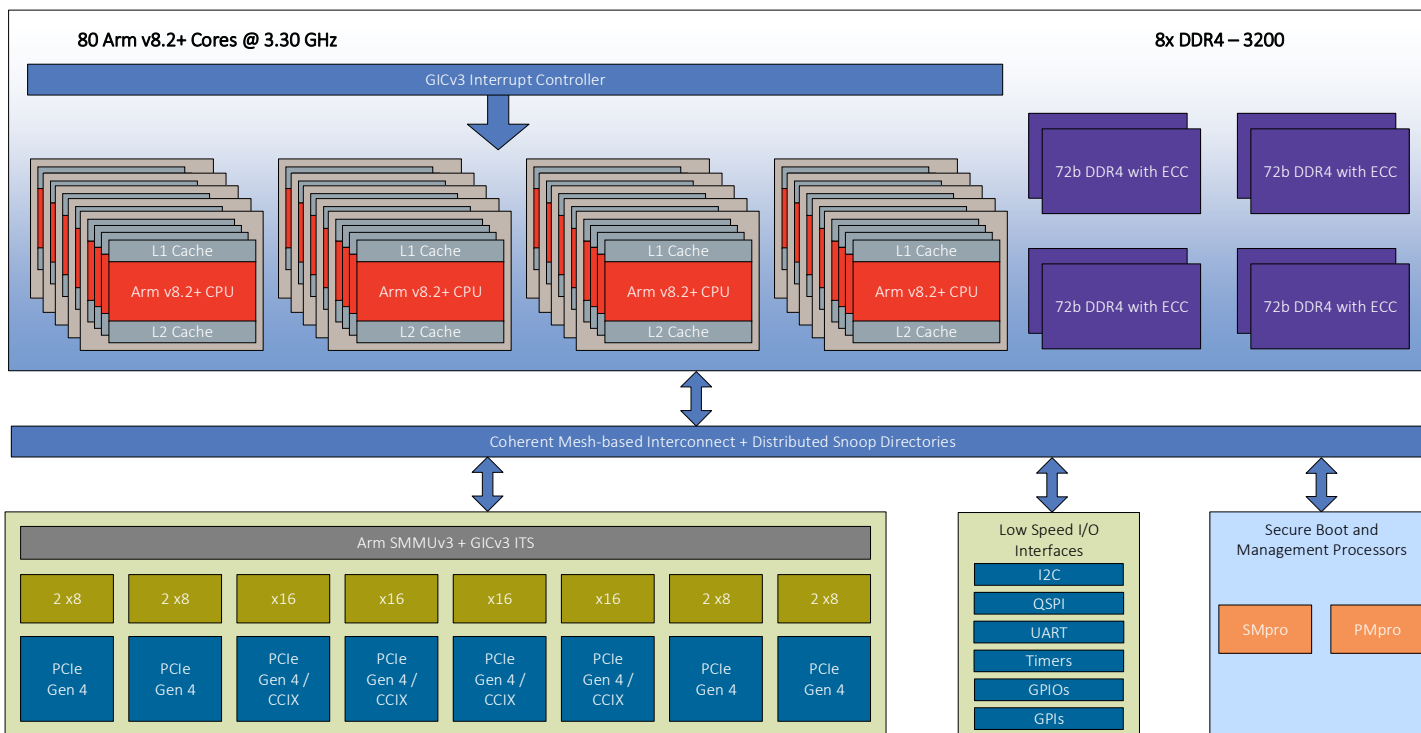 80 Arm v8.2+ Cores @ 3.30 GHz
8x DDR4 – 3200
GICv3 Interrupt Controller
72b DDR4 with ECC
72b DDR4 with ECC
L1 Cache
Arm v8.2+ CPU
L2 Cache
L1 Cache
Arm v8.2+ CPU
L2 Cache
L1 Cache
Arm v8.2+ CPU
L2 Cache
L1 Cache
Arm v8.2+ CPU
L2 Cache
72b DDR4 with ECC
72b DDR4 with ECC
Coherent Mesh-based Interconnect + Distributed Snoop Directories
Arm SMMUv3 + GICv3 ITS
2 x8
2 x8
x16
x16
x16
x16
2 x8
2 x8
PCIe
Gen 4
PCIe
Gen 4
PCIe
Gen 4 /
CCIX
PCIe
Gen 4 /
CCIX
PCIe
Gen 4 /
CCIX
PCIe
Gen 4 /
CCIX
PCIe
Gen 4
PCIe
Gen 4
Low Speed I/O
Interfaces
I2C
QSPI
UART
Timers
GPIOs
GPIs
Secure Boot and
Management Processors
SMpro
PMpro